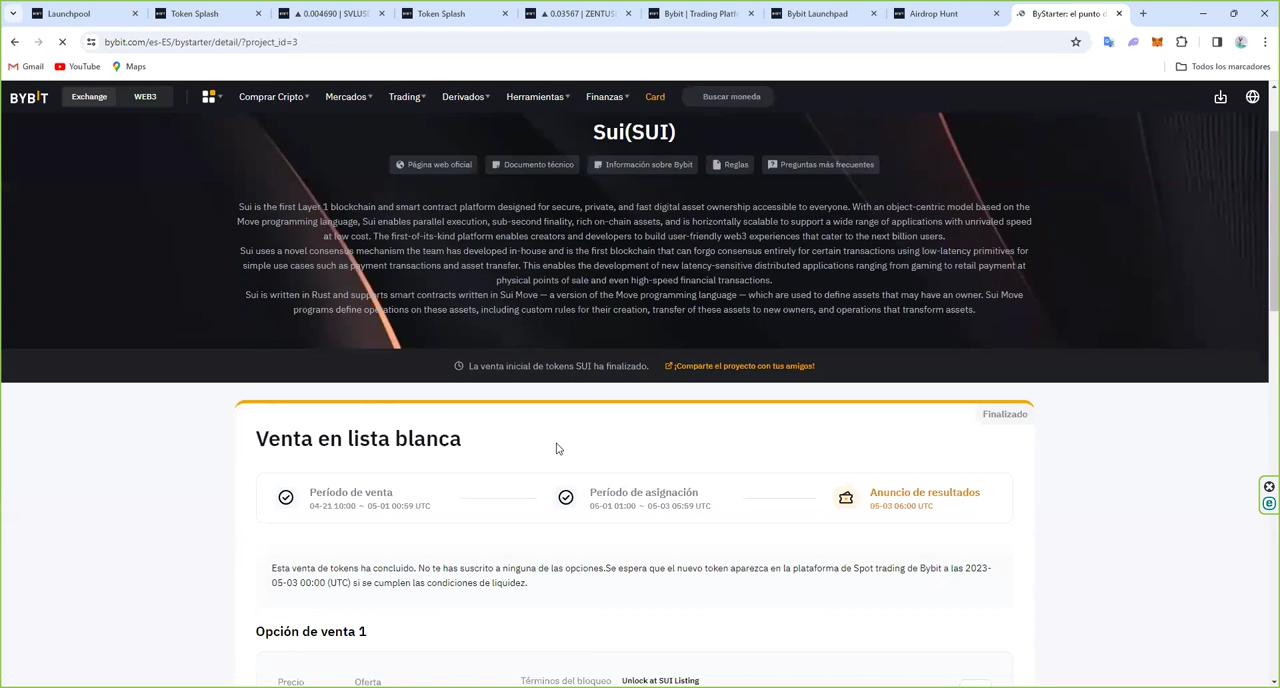 Launchpool
Token Splash
▲ 0.004690 | SVLUSD
Token Splash
▲ 0.03567 | ZENTUSD
Bybit | Trading Platfo
Bybit Launchpad
Airdrop Hunt
ByStarter: el punto d
bybit.com/es-ES/bystarter/detail/?project_id=3
Gmail
YouTube
Maps
Todos los marcadores
BYBIT
Exchange
WEB3
Comprar Cripto
Mercados
Trading
Derivados
Herramientas
Finanzas
Card
Buscar moneda
Sui(SUI)
Página web oficial
Documento técnico
Información sobre Bybit
Reglas
Preguntas más frecuentes
Sui is the first Layer 1 blockchain and smart contract platform designed for secure, private, and fast digital asset ownership accessible to everyone. With an object-centric model based on the
Move programming language, Sui enables parallel execution, sub-second finality, rich on-chain assets, and is horizontally scalable to support a wide range of applications with unrivaled speed
at low cost. The first-of-its-kind platform enables creators and developers to build user-friendly web3 experiences that cater to the next billion users.
Sui uses a novel consensus mechanism the team has developed in-house and is the first blockchain that can forgo consensus entirely for certain transactions using low-latency primitives for
simple use cases such as payment transactions and asset transfer. This enables the development of new latency-sensitive distributed applications ranging from gaming to retail payment at
physical points of sale and even high-speed financial transactions.
Sui is written in Rust and supports smart contracts written in Sui Move — a version of the Move programming language — which are used to define assets that may have an owner. Sui Move
programs define operations on these assets, including custom rules for their creation, transfer of these assets to new owners, and operations that transform assets.
La venta inicial de tokens SUI ha finalizado.
¡Comparte el proyecto con tus amigos!
Finalizado
Venta en lista blanca
Período de venta
04-21 10:00 ~ 05-01 00:59 UTC
Período de asignación
05-01 01:00 ~ 05-03 05:59 UTC
Anuncio de resultados
05-03 06:00 UTC
Esta venta de tokens ha concluido. No te has suscrito a ninguna de las opciones.Se espera que el nuevo token aparezca en la plataforma de Spot trading de Bybit a las 2023-
05-03 00:00 (UTC) si se cumplen las condiciones de liquidez.
Opción de venta 1
Precio
Oferta
Términos del bloqueo
Unlock at SUI Listing